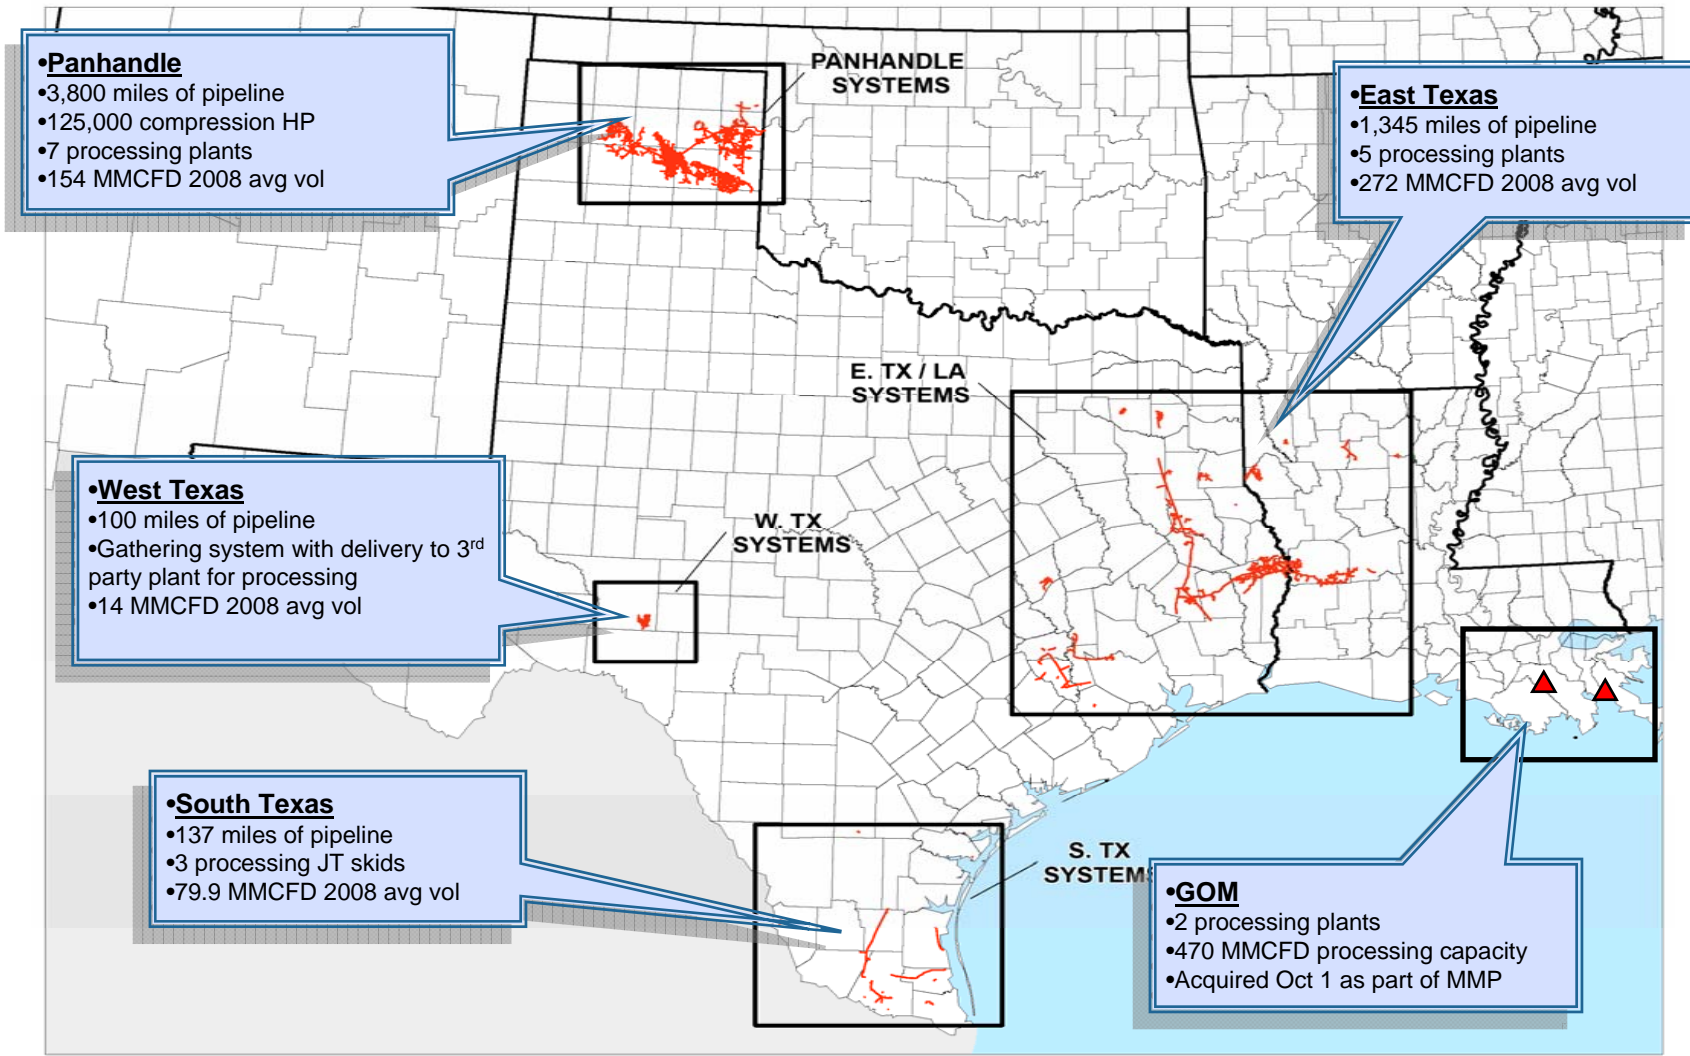 •Panhandle
•3,800 miles of pipeline
•125,000 compression HP
•7 processing plants
•154 MMCFD 2008 avg vol
PANHANDLE
SYSTEMS
•East Texas
•1,345 miles of pipeline
•5 processing plants
•272 MMCFD 2008 avg vol
E. TX / LA
SYSTEMS
•West Texas
•100 miles of pipeline
•Gathering system with delivery to 3rd
party plant for processing
•14 MMCFD 2008 avg vol
W. TX
SYSTEMS
•South Texas
•137 miles of pipeline
•3 processing JT skids
•79.9 MMCFD 2008 avg vol
S. TX
SYSTEMS
•GOM
•2 processing plants
•470 MMCFD processing capacity
•Acquired Oct 1 as part of MMP